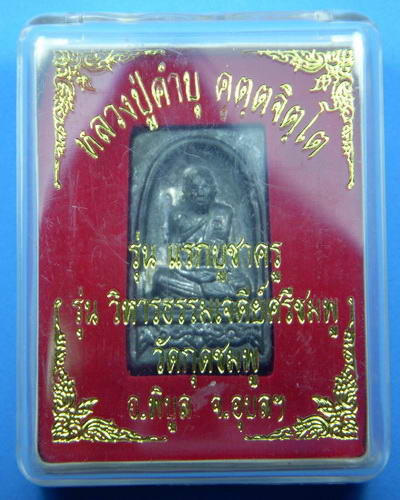 หลวงปู่คำบุ คุตฺตจิตฺโต
รุ่น แรกบูชาครู
( รุ่น วิหารธรรมเจดีย์ศรีชมพู )
วัดกุดชมพู
อ.พิบูล จ.อุบลฯ